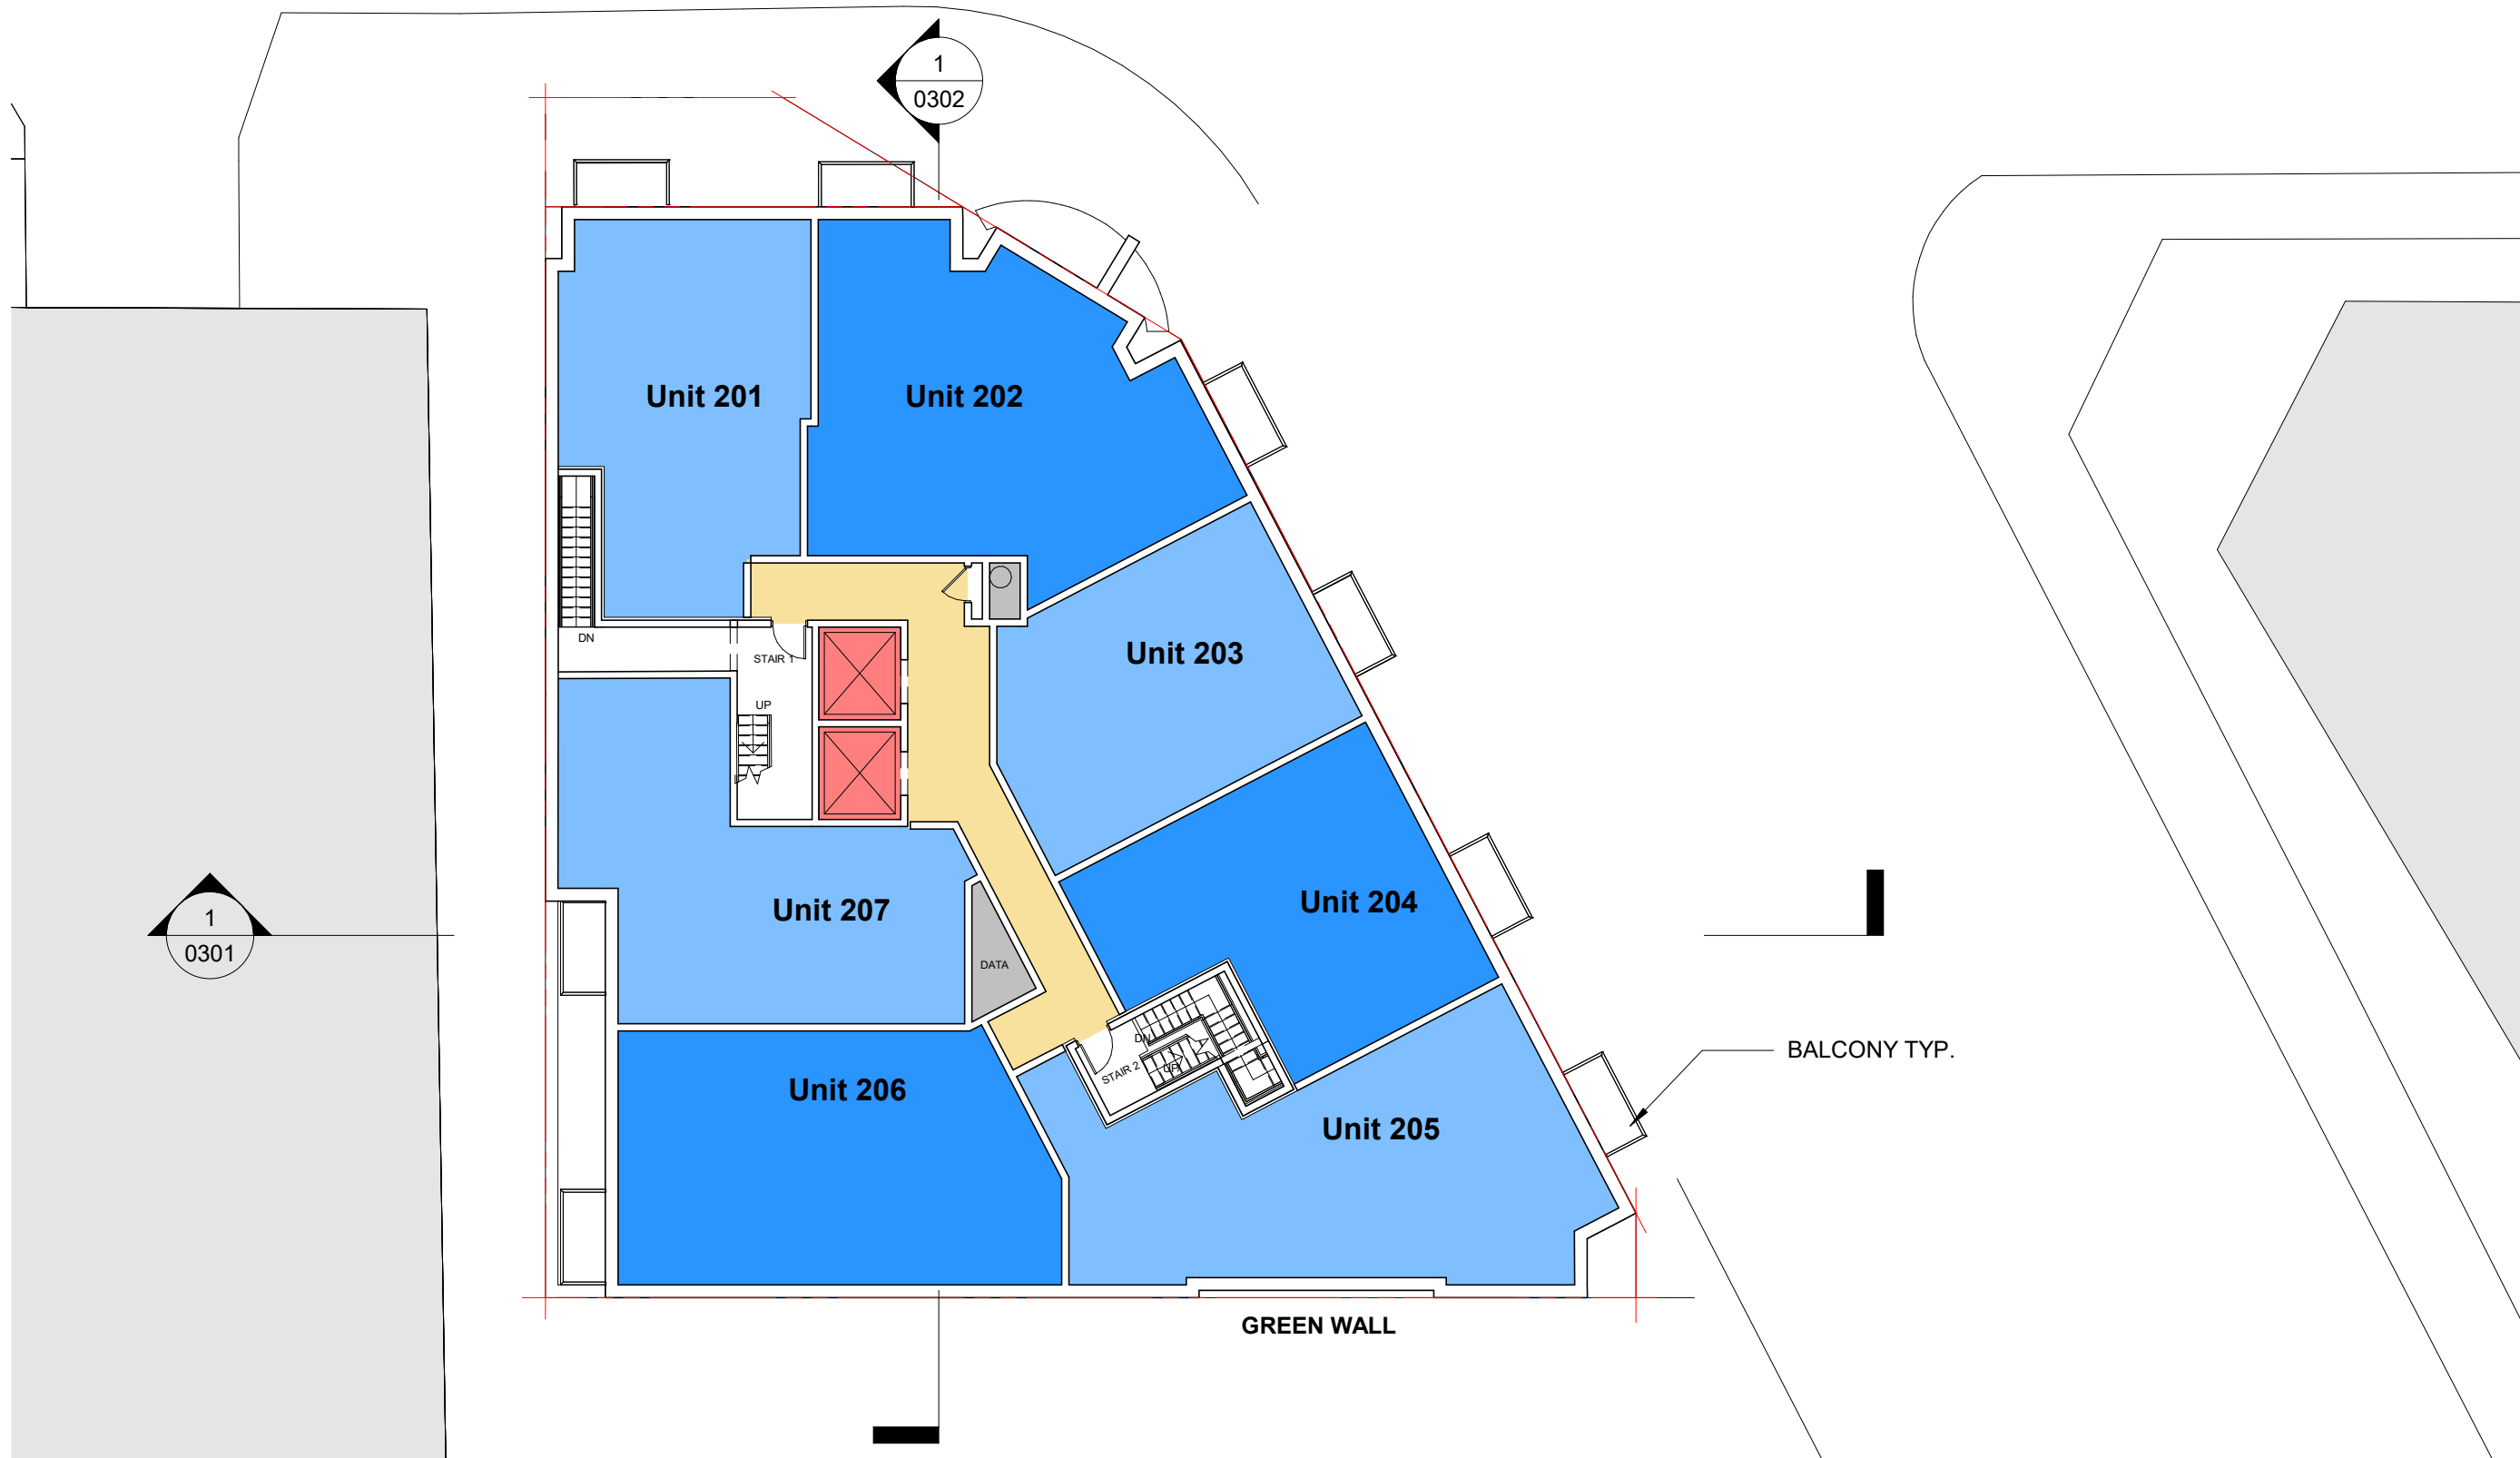 1
0302
Unit 201
Unit 202
DN
STAIR 1
Unit 203
UP
Unit 204
Unit 207
1
0301
DATA
DN
STAIR 2
UP
BALCONY TYP.
Unit 206
Unit 205
GREEN WALL